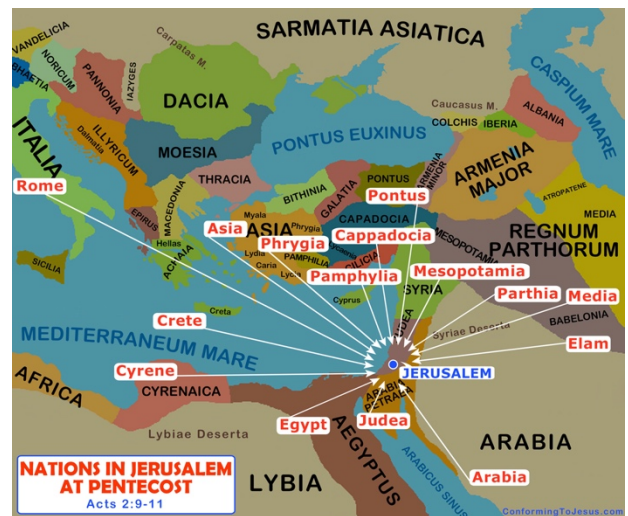 SARMATIA ASIATICA
VANDELICIA
NORICUM
RHAETIA
PANNONIA
IAZYGES
Carpatas M.
DACIA
CASPIUM MARE
Caucasus M.
COLCHIS
IBERIA
ALBANIA
PONTUS EUXINUS
ITALIA
ILLYRICUM
Dalmatia
MOESIA
THRACIA
MACEDONIA
EPIRUS
Hellas
ACHAIA
BITHINIA
GALATIA
PONTUS
ARMENIA MINOR
ARMENIA
MAJOR
ATROPATENE
MEDIA
Rome
Pontus
Asia
Phrygia
Cappadocia
Pamphylia
Mesopotamia
Parthia
Media
Elam
Myala
Phrygia
ASIA
Lydia
Caria
Lycia
PAMPHILIA
CAPADOCIA
CILICIA
MESOPOTAMIA
REGNUM
PARTHORUM
SICILIA
Creta
Cyprus
SYRIA
Syriae Deserta
BABELONIA
MEDITERRANEUM MARE
Crete
Cyrene
JERUSALEM
AFRICA
CYRENAICA
ARABIA
PETRAEA
Egypt
Judea
Arabia
Lybiae Deserta
LYBIA
AEGYPTUS
ARABICUS SINUS
ARABIA
NATIONS IN JERUSALEM
AT PENTECOST
Acts 2:9-11
ConformingToJesus.com